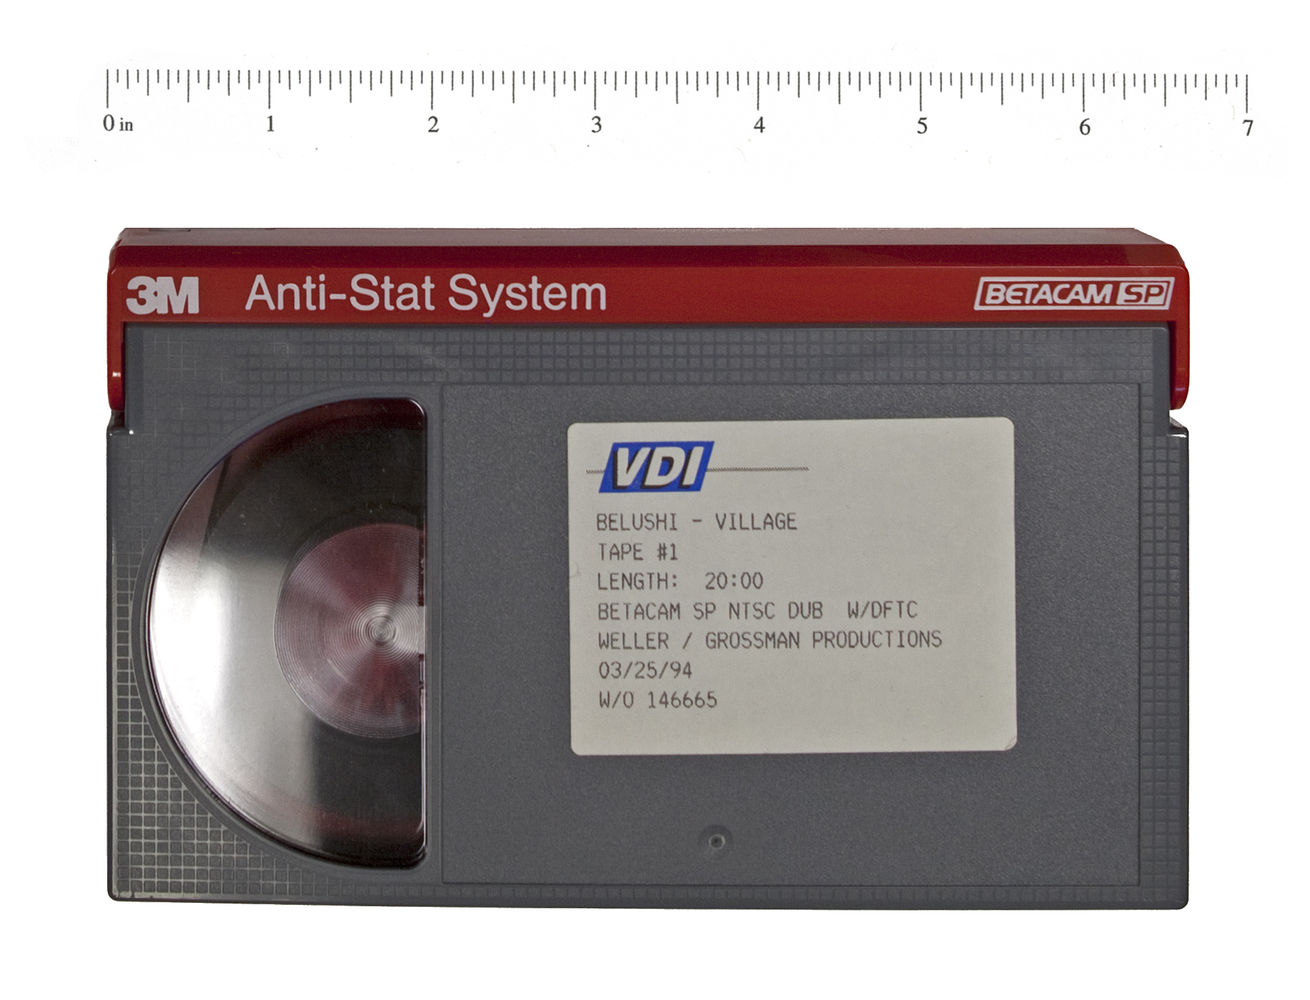 0 in 1 2 3 4 5 6 7
3M Anti-Stat System BETACAM SP
VDI
BELUSHI - VILLAGE
TAPE #1
LENGTH: 20:00
BETACAM SP NTSC DUB W/DFTC
WELLER / GROSSMAN PRODUCTIONS
03/25/94
W/O 146665